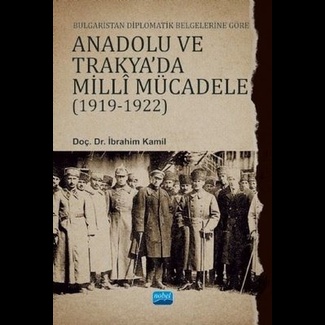 BULGARİSTAN DİPLOMATİK BELGELERİNE GÖRE
ANADOLU VE
TRAKYA'DA
MİLLÎ MÜCADELE
(1919-1922)
Doç. Dr. İbrahim Kamil
nobel